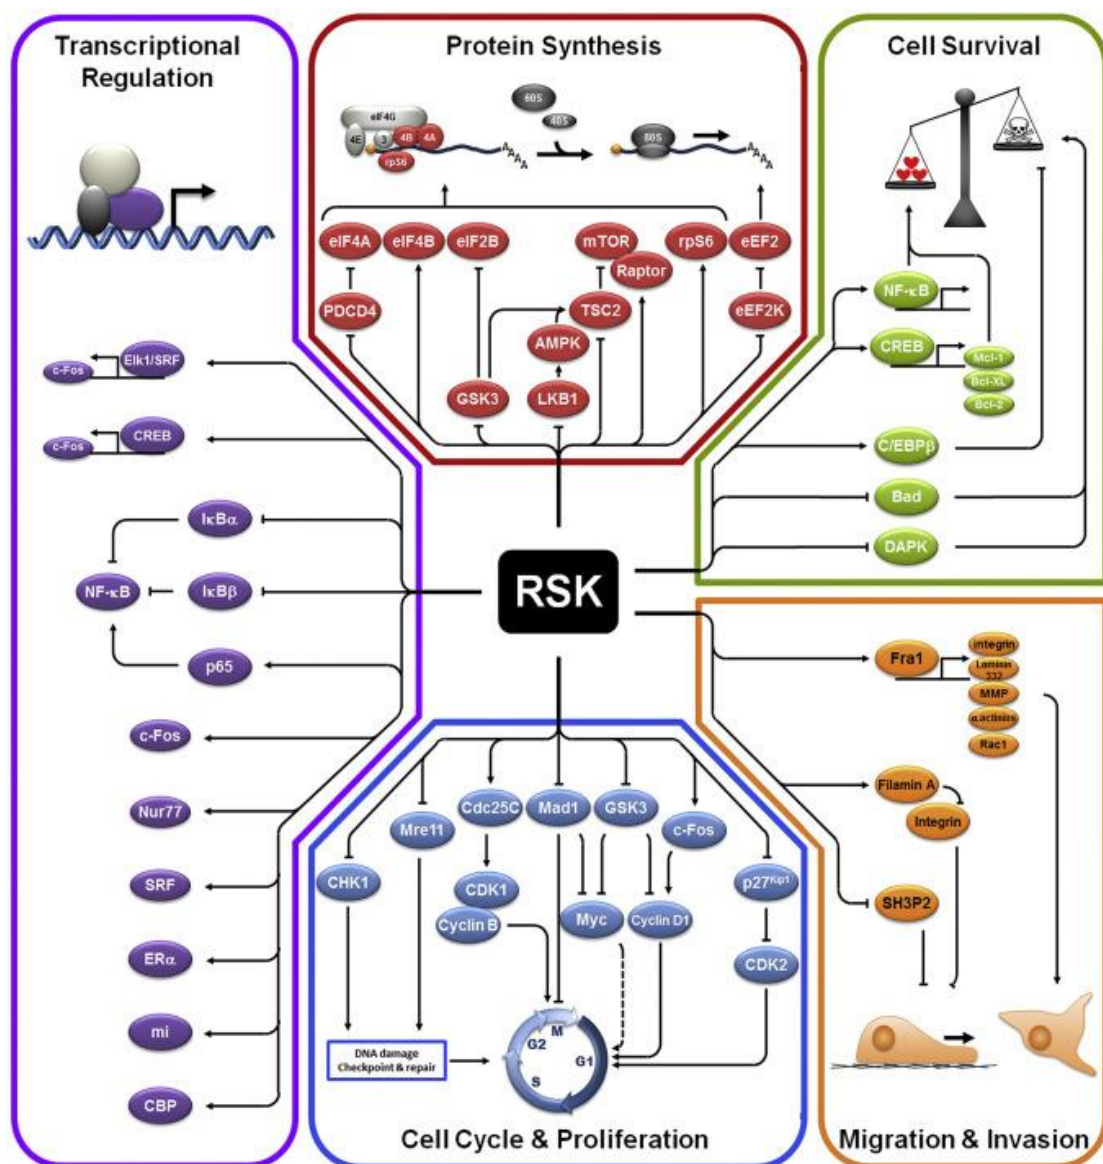 Transcriptional
Regulation
Elk1/SRF
c-Fos
CREB
c-Fos
IκBα
NF-κB
IκBβ
p65
c-Fos
Nur77
SRF
ERα
mi
CBP
Protein Synthesis
60S
40S
eIF4G
4E
3
4B
4A
rpS6
A
A
A
A
80S
A
A
A
A
eIF4A
eIF4B
eIF2B
mTOR
Raptor
rpS6
eEF2
PDCD4
TSC2
eEF2K
AMPK
GSK3
LKB1
Cell Survival
NF-κB
CREB
Mcl-1
Bcl-XL
Bcl-2
C/EBPβ
Bad
DAPK
RSK
Fra1
integrin
Laminin
332
MMP
α.actinins
Rac1
Filamin A
Integrin
SH3P2
Migration & Invasion
Cdc25C
Mad1
GSK3
Mre11
c-Fos
CHK1
CDK1
p27Kip1
Cyclin B
Myc
Cyclin D1
CDK2
M
G2
G1
S
DNA damage
Checkpoint & repair
Cell Cycle & Proliferation